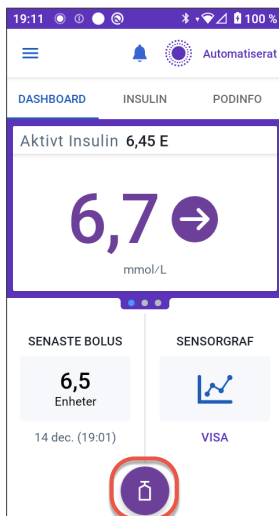 19:11 100 %
Automatiserat
DASHBOARD INSULIN PODINFO
Aktivt Insulin 6,45 E
6,7
mmol/L
SENASTE BOLUS SENSORGRAF
6,5
Enheter
14 dec. (19:01) VISA